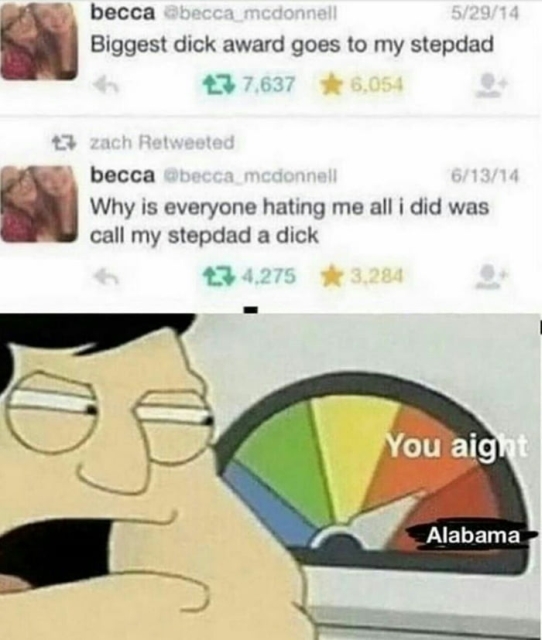 becca @becca_mcdonnell 5/29/14
Biggest dick award goes to my stepdad
7,637 6,054
zach Retweeted
becca @becca_mcdonnell 6/13/14
Why is everyone hating me all i did was
call my stepdad a dick
4,275 3,284
You aight
Alabama